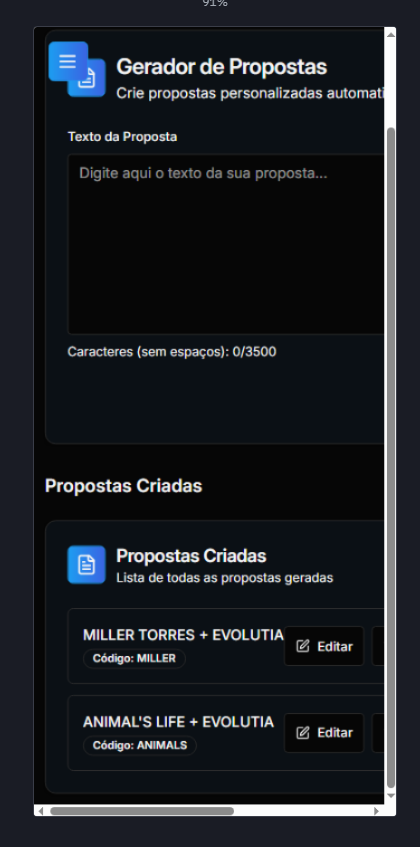 91%
Gerador de Propostas
Crie propostas personalizadas automati
Texto da Proposta
Digite aqui o texto da sua proposta...
Caracteres (sem espaços): 0/3500
Propostas Criadas
Propostas Criadas
Lista de todas as propostas geradas
MILLER TORRES + EVOLUTIA
Editar
Código: MILLER
ANIMAL'S LIFE + EVOLUTIA
Editar
Código: ANIMALS